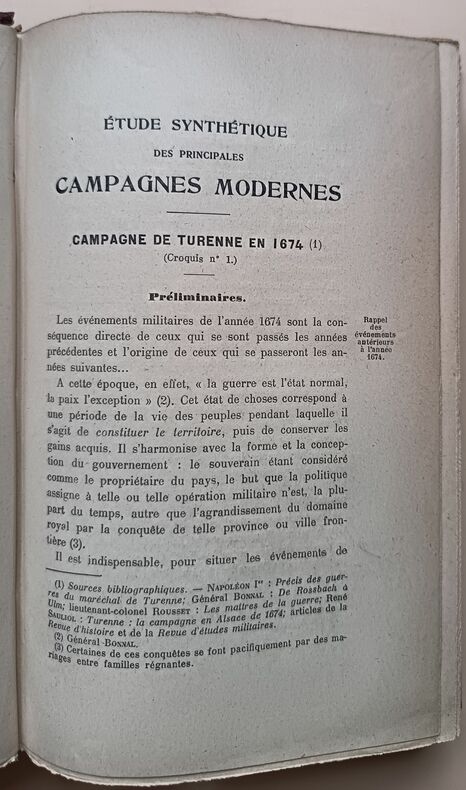 ÉTUDE SYNTHÉTIQUE
DES PRINCIPALES
CAMPAGNES MODERNES
CAMPAGNE DE TURENNE EN 1674 (1)
(Croquis n° 1.)
Préliminaires.
Les événements militaires de l'année 1674 sont la con-
séquence directe de ceux qui se sont passés les années
précédentes et l'origine de ceux qui se passeront les an-
nées suivantes...
Rappel
des
événements
antérieurs
à l'année
1674.
A cette époque, en effet, « la guerre est l'état normal,
la paix l'exception » (2). Cet état de choses correspond à
une période de la vie des peuples pendant laquelle il
s'agit de constituer le territoire, puis de conserver les
gains acquis. Il s'harmonise avec la forme et la concep-
tion du gouvernement : le souverain étant considéré
comme le propriétaire du pays, le but que la politique
assigne à telle ou telle opération militaire n'est, la plu-
part du temps, autre que l'agrandissement du domaine
royal par la conquête de telle province ou ville fron-
tière (3).
Il est indispensable, pour situer les événements de
(1) Sources bibliographiques. — NAPOLÉON Ier : Précis des guer-
res du maréchal de Turenne; Général BONNAL : De Rossbach à
Ulm; lieutenant-colonel ROUSSET : Les maîtres de la guerre; René
SAULIOL : Turenne : la campagne en Alsace de 1674; articles de la
Revue d'histoire et de la Revue d'études militaires.
(2) Général BONNAL.
(3) Certaines de ces conquêtes se font pacifiquement par des ma-
riages entre familles régnantes.